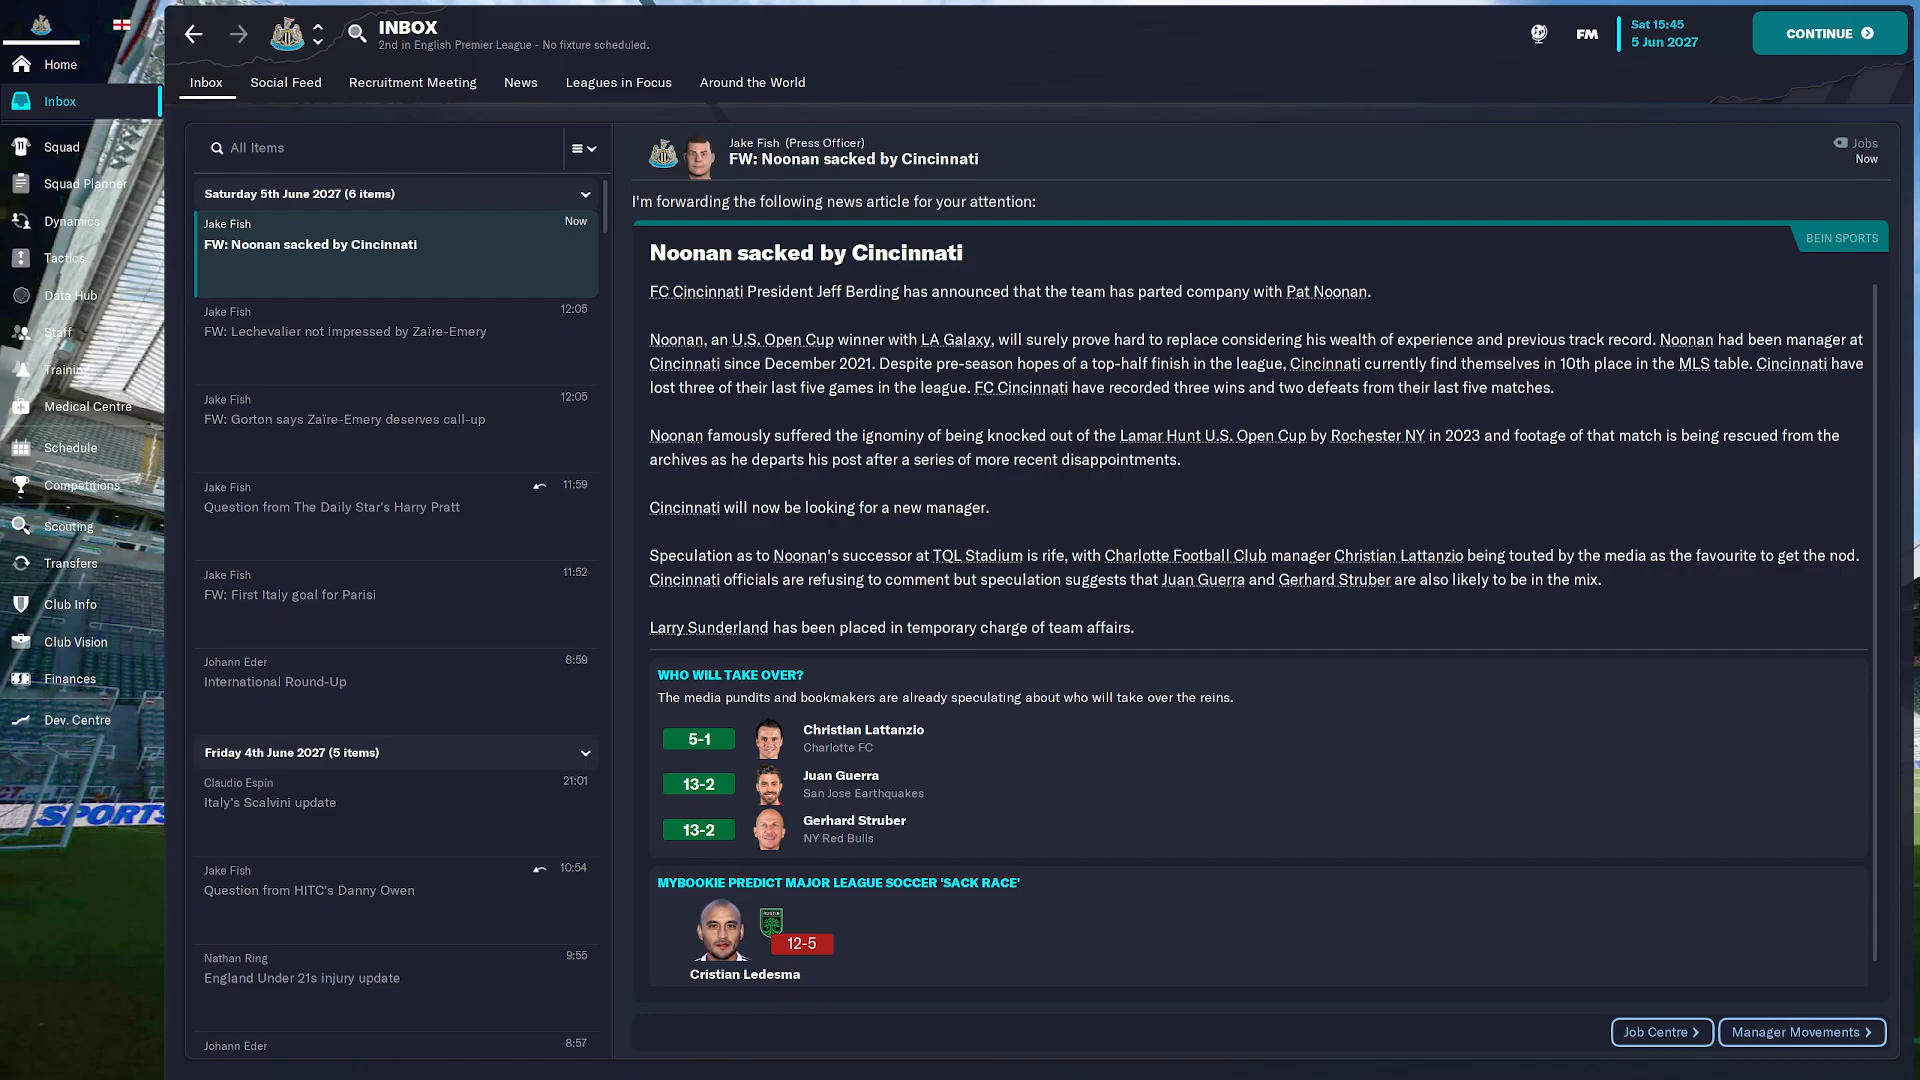 INBOX
2nd in English Premier League - No fixture scheduled.
FM
Sat 15:45
5 Jun 2027
CONTINUE
Home
Inbox
Squad
Squad Planner
Dynamics
Tactics
Data Hub
Staff
Training
Medical Centre
Schedule
Competitions
Scouting
Transfers
Club Info
Club Vision
Finances
Dev. Centre
SPORTS
Inbox
Social Feed
Recruitment Meeting
News
Leagues in Focus
Around the World
All Items
Saturday 5th June 2027 (6 items)
Jake Fish
Now
FW: Noonan sacked by Cincinnati
Jake Fish
12:05
FW: Lechevalier not impressed by Zaïre-Emery
Jake Fish
12:05
FW: Gorton says Zaïre-Emery deserves call-up
Jake Fish
11:59
Question from The Daily Star's Harry Pratt
Jake Fish
11:52
FW: First Italy goal for Parisi
Johann Eder
8:59
International Round-Up
Friday 4th June 2027 (5 items)
Claudio Espín
21:01
Italy's Scalvini update
Jake Fish
10:54
Question from HITC's Danny Owen
Nathan Ring
9:55
England Under 21s injury update
Johann Eder
8:57
Jake Fish (Press Officer)
FW: Noonan sacked by Cincinnati
Jobs
Now
I'm forwarding the following news article for your attention:
BEIN SPORTS
Noonan sacked by Cincinnati
FC Cincinnati President Jeff Berding has announced that the team has parted company with Pat Noonan.
Noonan, an U.S. Open Cup winner with LA Galaxy, will surely prove hard to replace considering his wealth of experience and previous track record. Noonan had been manager at
Cincinnati since December 2021. Despite pre-season hopes of a top-half finish in the league, Cincinnati currently find themselves in 10th place in the MLS table. Cincinnati have
lost three of their last five games in the league. FC Cincinnati have recorded three wins and two defeats from their last five matches.
Noonan famously suffered the ignominy of being knocked out of the Lamar Hunt U.S. Open Cup by Rochester NY in 2023 and footage of that match is being rescued from the
archives as he departs his post after a series of more recent disappointments.
Cincinnati will now be looking for a new manager.
Speculation as to Noonan's successor at TQL Stadium is rife, with Charlotte Football Club manager Christian Lattanzio being touted by the media as the favourite to get the nod.
Cincinnati officials are refusing to comment but speculation suggests that Juan Guerra and Gerhard Struber are also likely to be in the mix.
Larry Sunderland has been placed in temporary charge of team affairs.
WHO WILL TAKE OVER?
The media pundits and bookmakers are already speculating about who will take over the reins.
5-1
Christian Lattanzio
Charlotte FC
13-2
Juan Guerra
San Jose Earthquakes
13-2
Gerhard Struber
NY Red Bulls
MYBOOKIE PREDICT MAJOR LEAGUE SOCCER 'SACK RACE'
AUSTIN
12-5
Cristian Ledesma
Job Centre
Manager Movements